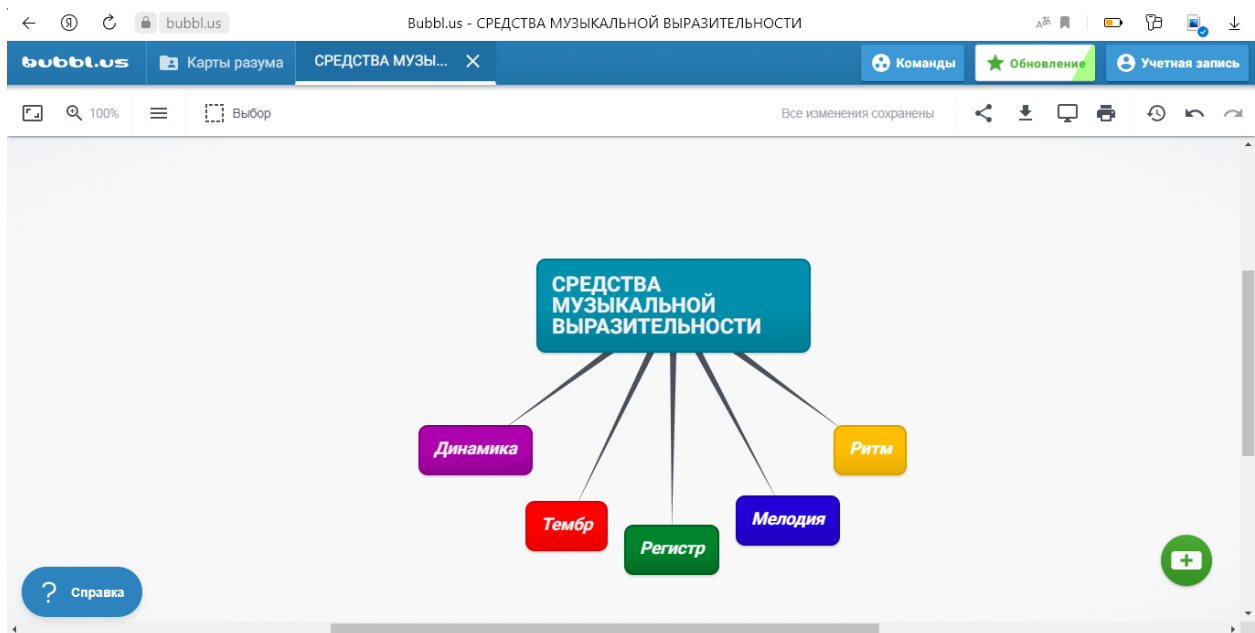 bubbl.us
Bubbl.us - СРЕДСТВА МУЗЫКАЛЬНОЙ ВЫРАЗИТЕЛЬНОСТИ
bubbl.us
Карты разума
СРЕДСТВА МУЗЫ...
Команды
Обновление
Учетная запись
100%
Выбор
Все изменения сохранены
СРЕДСТВА
МУЗЫКАЛЬНОЙ
ВЫРАЗИТЕЛЬНОСТИ
Динамика
Ритм
Тембр
Мелодия
Регистр
? Справка